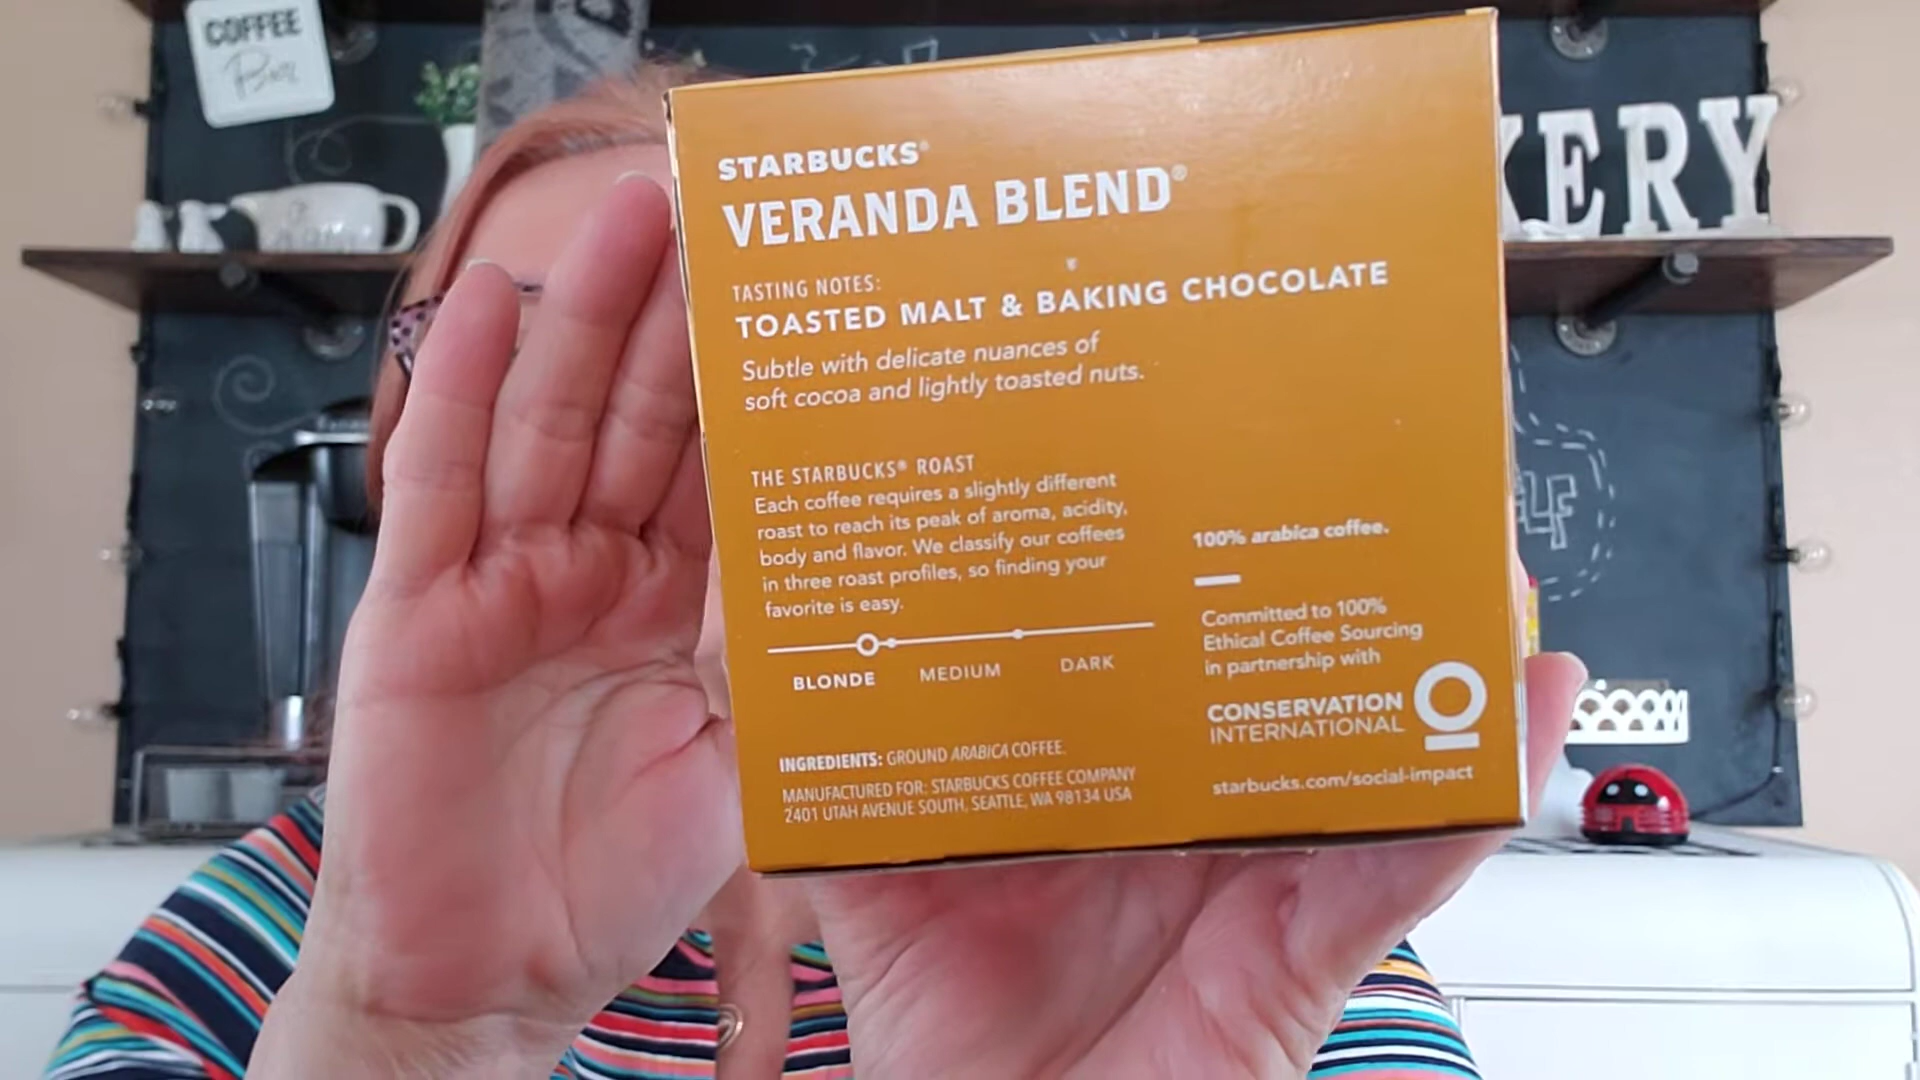 COFFEE
Bar
KERY
STARBUCKS®
VERANDA BLEND®
TASTING NOTES:
TOASTED MALT & BAKING CHOCOLATE
Subtle with delicate nuances of
soft cocoa and lightly toasted nuts.
THE STARBUCKS® ROAST
Each coffee requires a slightly different
roast to reach its peak of aroma, acidity,
body and flavor. We classify our coffees
in three roast profiles, so finding your
favorite is easy.
BLONDE MEDIUM DARK
INGREDIENTS: GROUND ARABICA COFFEE.
MANUFACTURED FOR: STARBUCKS COFFEE COMPANY
2401 UTAH AVENUE SOUTH, SEATTLE, WA 98134 USA
100% arabica coffee.
Committed to 100%
Ethical Coffee Sourcing
in partnership with
CONSERVATION
INTERNATIONAL
starbucks.com/social-impact